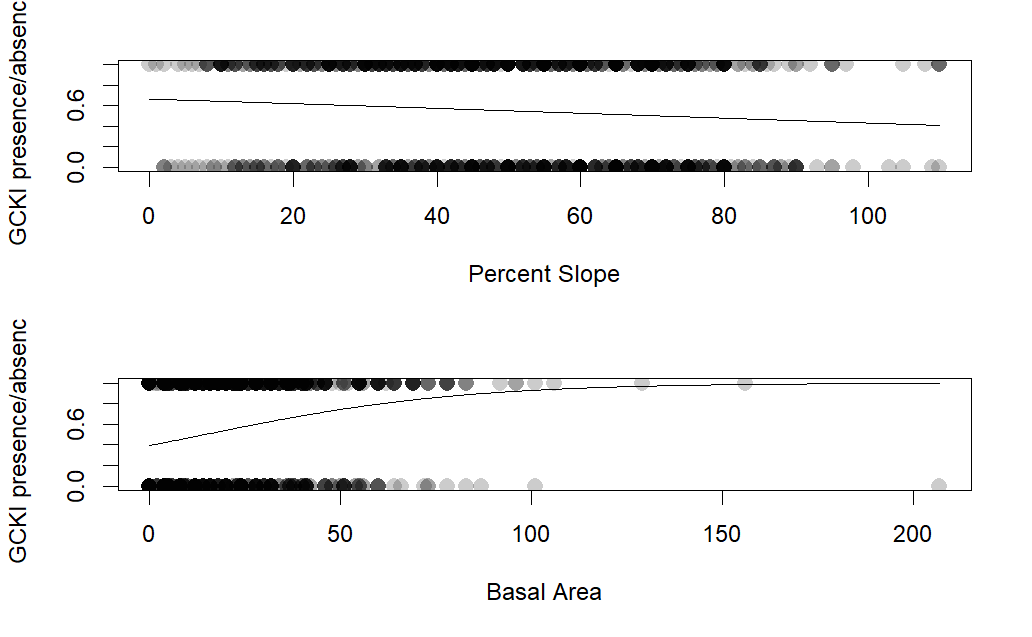 GCKI presence/absenc
0.0 0.6
0 20 40 60 80 100
Percent Slope
GCKI presence/absenc
0.0 0.6
0 50 100 150 200
Basal Area